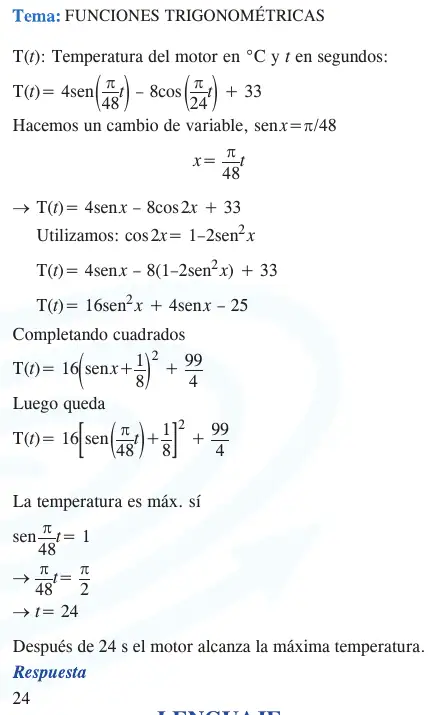 Tema: FUNCIONES TRIGONOMÉTRICAS
T(t): Temperatura del motor en °C y t en segundos:
T(t)= 4sen(π/48 t) – 8cos(π/24 t) + 33
Hacemos un cambio de variable, senx=π/48
x= π/48 t
→ T(t)= 4senx – 8cos2x + 33
Utilizamos: cos2x= 1–2sen²x
T(t)= 4senx – 8(1–2sen²x) + 33
T(t)= 16sen²x + 4senx – 25
Completando cuadrados
T(t)= 16(senx+1/8)² + 99/4
Luego queda
T(t)= 16[sen(π/48 t)+1/8]² + 99/4
La temperatura es máx. sí
sen π/48 t= 1
→ π/48 t= π/2
→ t= 24
Después de 24 s el motor alcanza la máxima temperatura.
Respuesta
24